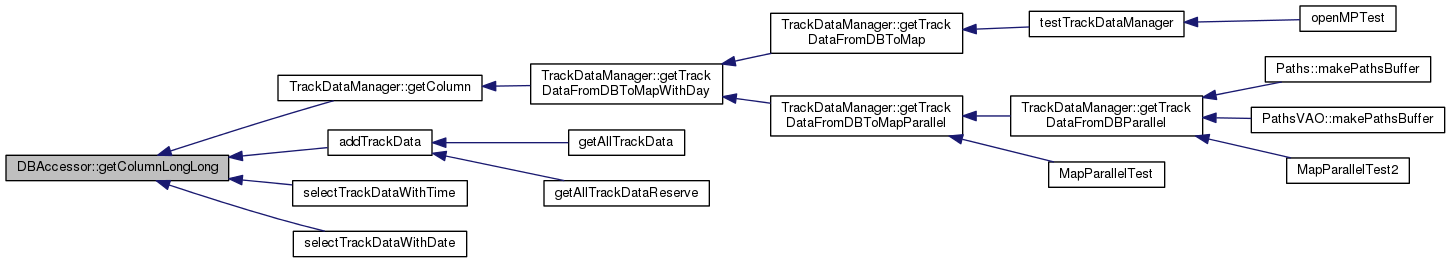 DBAccessor::getColumnLongLong
TrackDataManager::getColumn
addTrackData
selectTrackDataWithTime
selectTrackDataWithDate
TrackDataManager::getTrack
DataFromDBToMapWithDay
getAllTrackData
getAllTrackDataReserve
TrackDataManager::getTrack
DataFromDBToMap
TrackDataManager::getTrack
DataFromDBToMapParallel
testTrackDataManager
TrackDataManager::getTrack
DataFromDBParallel
MapParallelTest
openMPTest
Paths::makePathsBuffer
PathsVAO::makePathsBuffer
MapParallelTest2